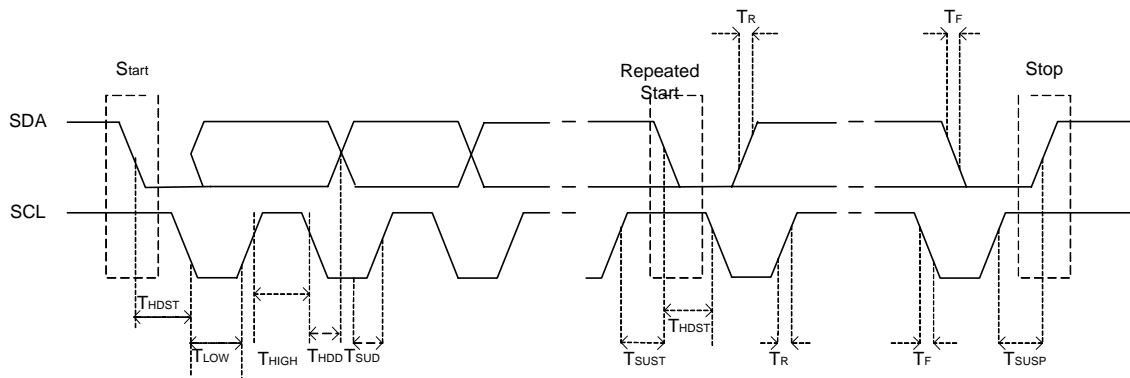 TR
TF
Start
Repeated
Start
Stop
SDA
SCL
THDST
TLOW
THIGH
THDD
TSUD
TSUST
THDST
TR
TF
TSUSP